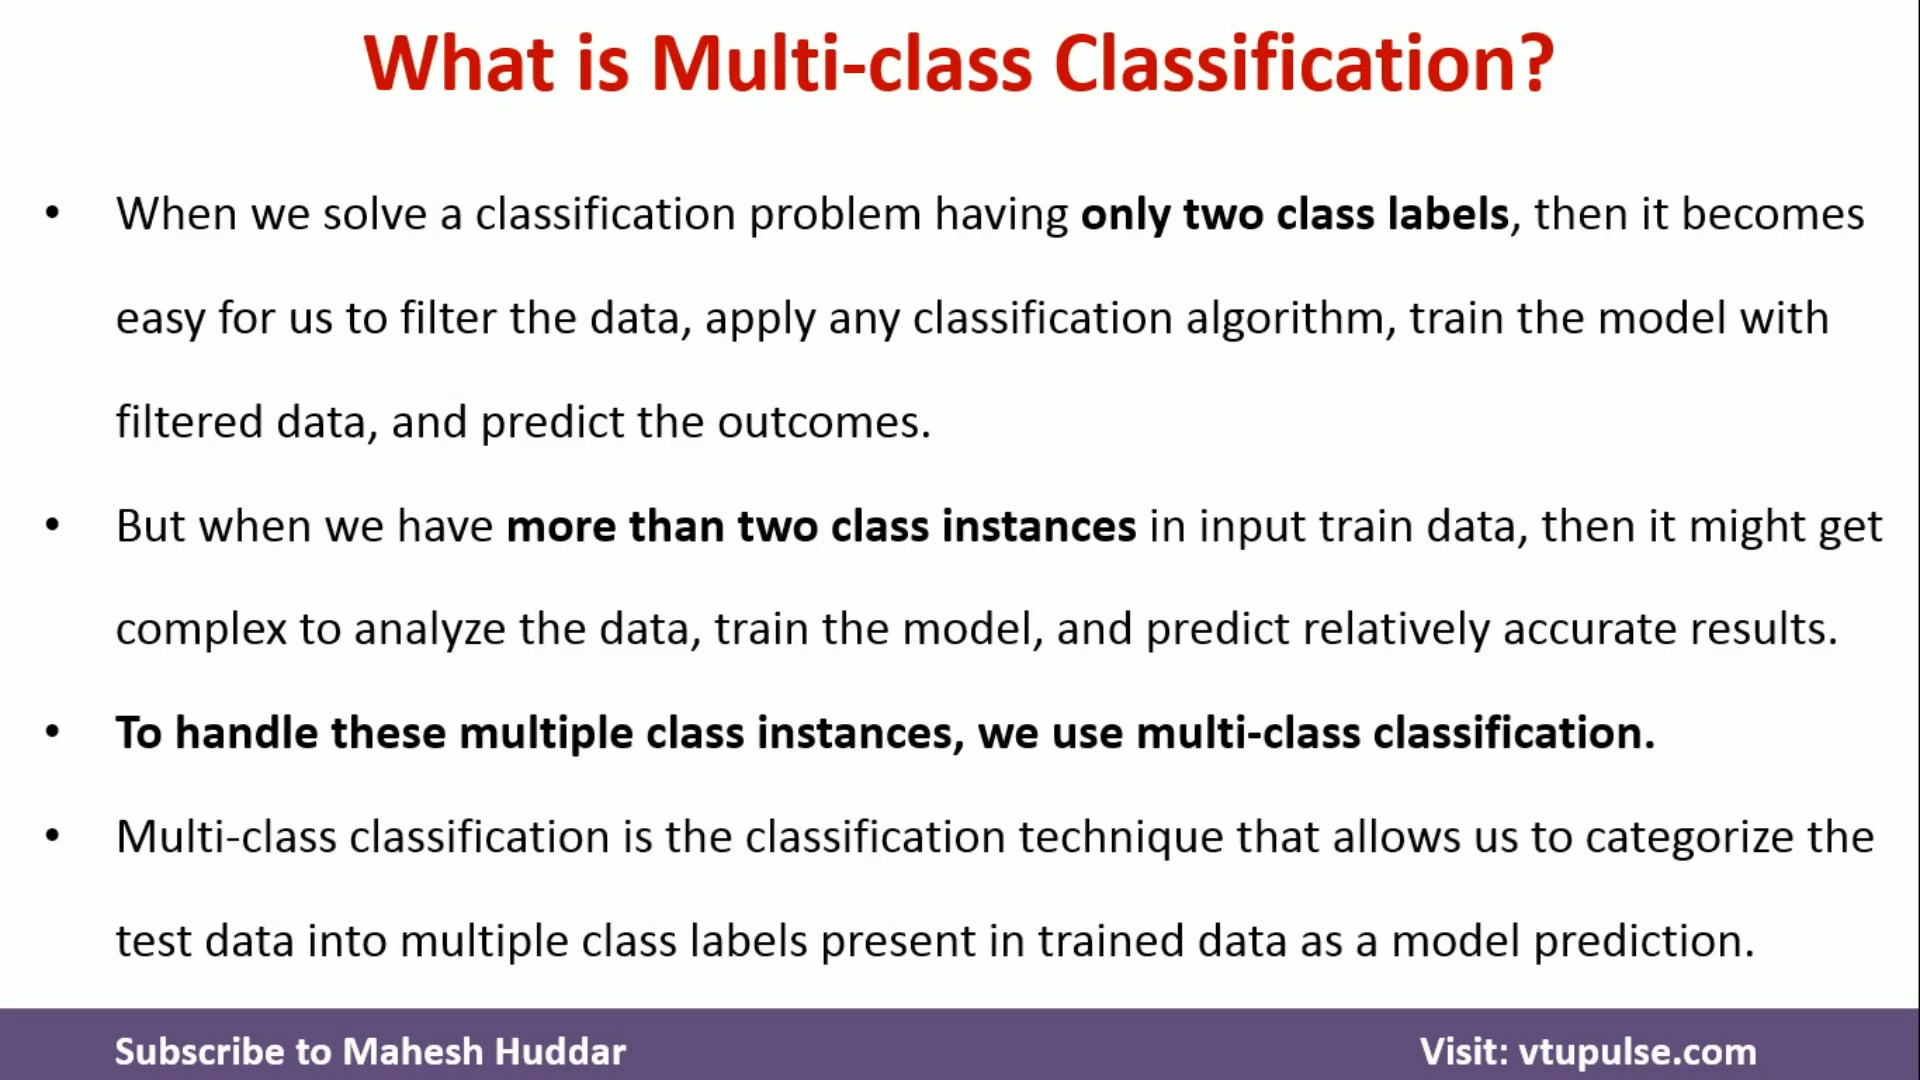 What is Multi-class Classification?
• When we solve a classification problem having only two class labels, then it becomes
easy for us to filter the data, apply any classification algorithm, train the model with
filtered data, and predict the outcomes.
• But when we have more than two class instances in input train data, then it might get
complex to analyze the data, train the model, and predict relatively accurate results.
• To handle these multiple class instances, we use multi-class classification.
• Multi-class classification is the classification technique that allows us to categorize the
test data into multiple class labels present in trained data as a model prediction.
Subscribe to Mahesh Huddar
Visit: vtupulse.com